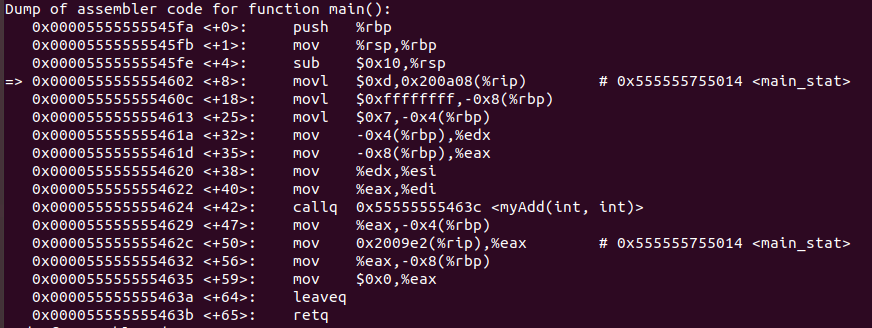 Dump of assembler code for function main():
   0x00005555555545fa <+0>:	push   %rbp
   0x00005555555545fb <+1>:	mov    %rsp,%rbp
   0x00005555555545fe <+4>:	sub    $0x10,%rsp
=> 0x0000555555554602 <+8>:	movl   $0xd,0x200a08(%rip)        # 0x555555755014 <main_stat>
   0x000055555555460c <+18>:	movl   $0xffffffff,-0x8(%rbp)
   0x0000555555554613 <+25>:	movl   $0x7,-0x4(%rbp)
   0x000055555555461a <+32>:	mov    -0x4(%rbp),%edx
   0x000055555555461d <+35>:	mov    -0x8(%rbp),%eax
   0x0000555555554620 <+38>:	mov    %edx,%esi
   0x0000555555554622 <+40>:	mov    %eax,%edi
   0x0000555555554624 <+42>:	callq  0x55555555463c <myAdd(int, int)>
   0x0000555555554629 <+47>:	mov    %eax,-0x4(%rbp)
   0x000055555555462c <+50>:	mov    0x2009e2(%rip),%eax        # 0x555555755014 <main_stat>
   0x0000555555554632 <+56>:	mov    %eax,-0x8(%rbp)
   0x0000555555554635 <+59>:	mov    $0x0,%eax
   0x000055555555463a <+64>:	leaveq
   0x000055555555463b <+65>:	retq